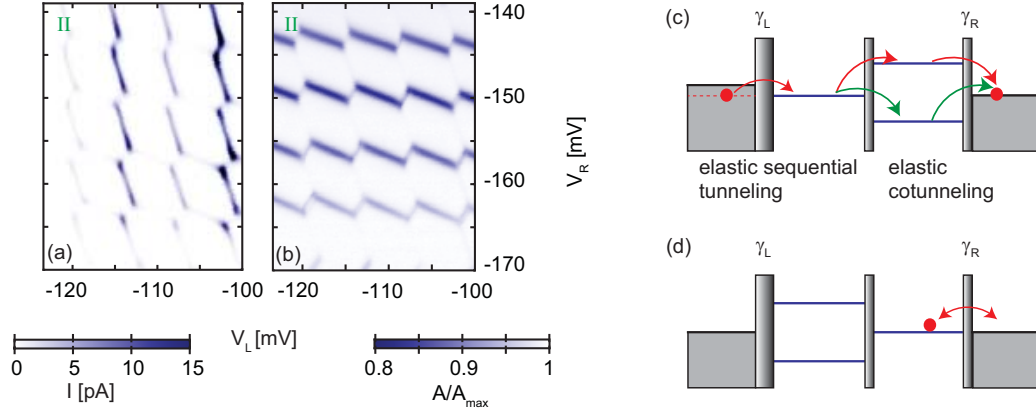 II
(a)
-120
-110
-100
II
(b)
-120
-110
-100
-140
-150
-160
-170
V_R [mV]
V_L [mV]
0
5
10
15
I [pA]
0.8
0.9
1
A/A_max
(c)
γ_L
γ_R
elastic sequential
tunneling
elastic
cotunneling
(d)
γ_L
γ_R